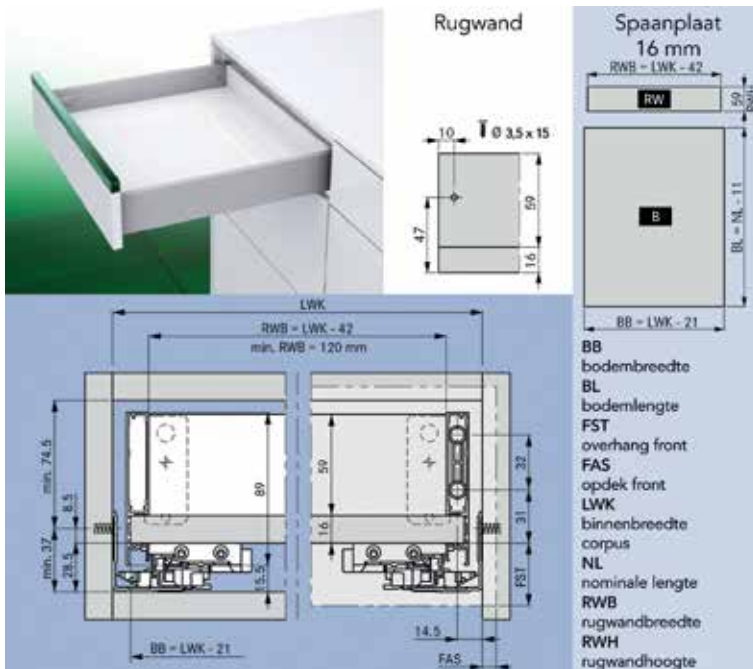 Rugwand
Spaanplaat
16 mm
RWB = LWK - 42
RW
59
10
Ø 3,5 x 15
47
59
16
B
BL = NL - 11
BB = LWK - 21
LWK
RWB = LWK - 42
min. RWB = 120 mm
min. 74.5
8.5
min. 37
28.5
89
15.5
59
16
32
31
FST
14.5
FAS
BB = LWK - 21
BB
bodembreedte
BL
bodemlengte
FST
overhang front
FAS
opdek front
LWK
binnenbreedte
corpus
NL
nominale lengte
RWB
rugwandbreedte
RWH
rugwandhoogte